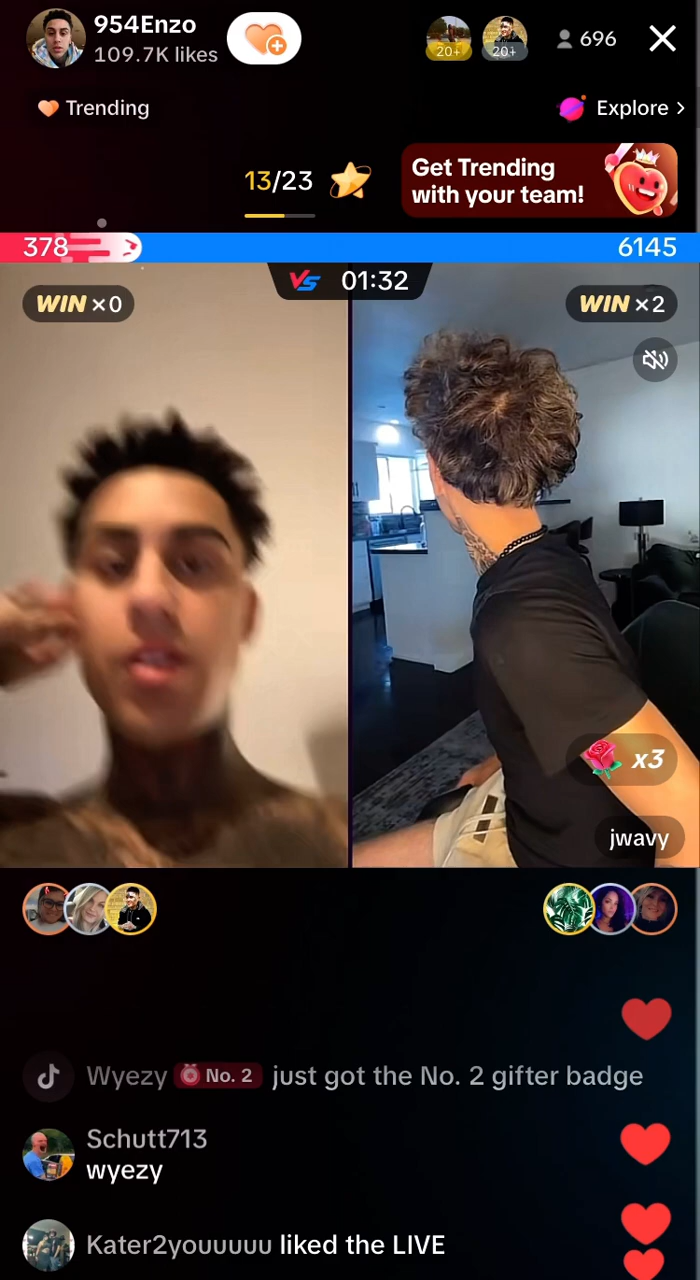 954Enzo
109.7K likes
20+
20+
696
Trending
Explore >
13/23
Get Trending
with your team!
378
6145
VS 01:32
WIN ×0
WIN ×2
x3
jwavy
Wyezy No. 2 just got the No. 2 gifter badge
Schutt713
wyezy
Kater2youuuuu liked the LIVE